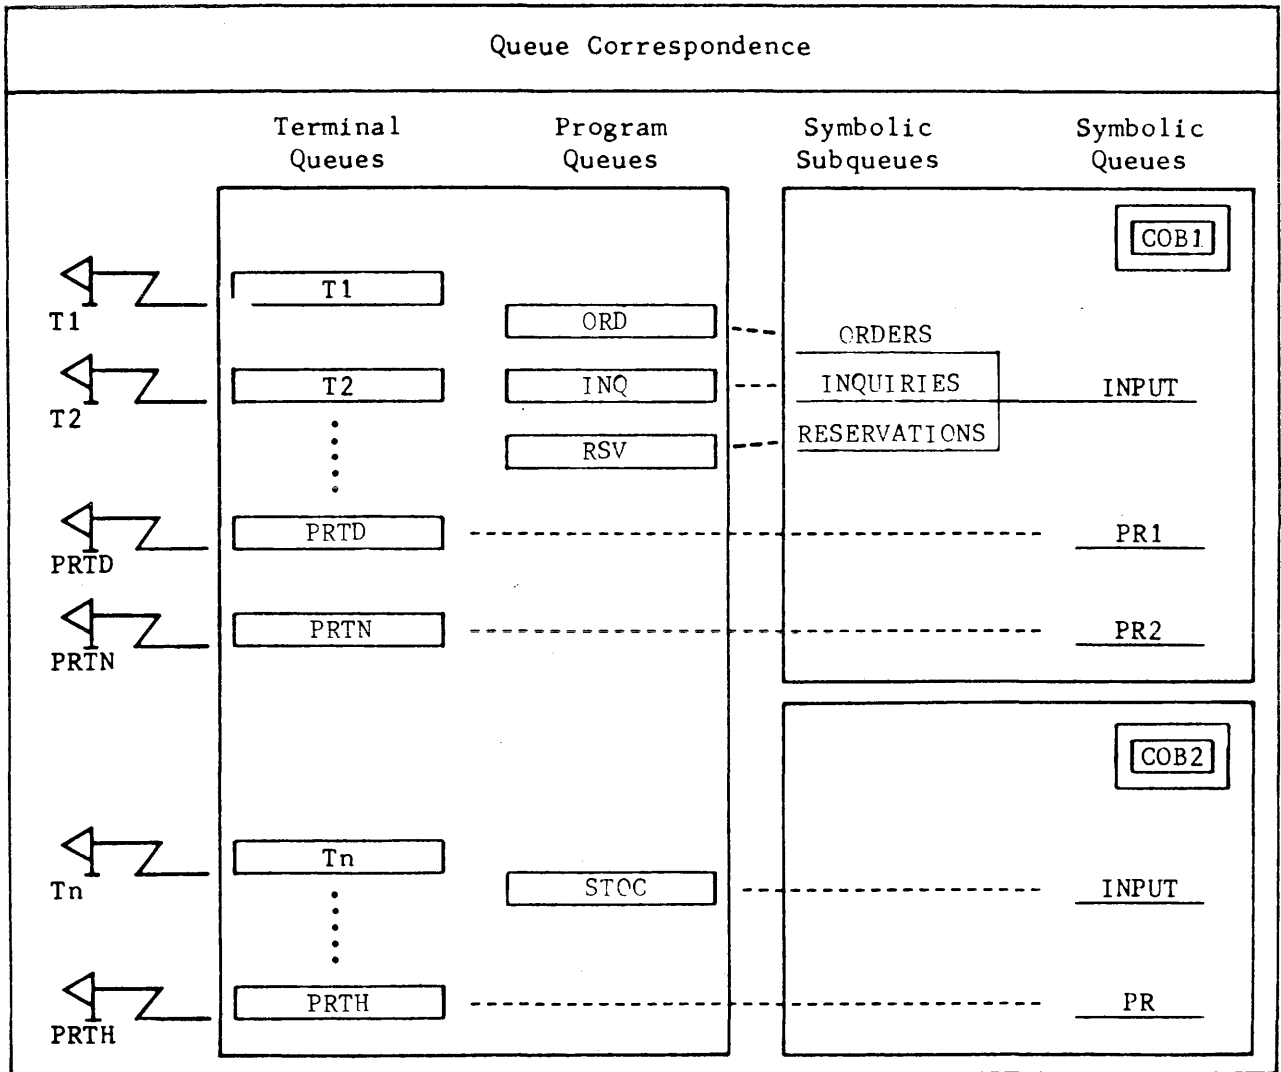 Queue Correspondence
Terminal Queues
Program Queues
Symbolic Subqueues
Symbolic Queues
COB1
T1
T1
ORD
ORDERS
T2
T2
INQ
INQUIRIES
INPUT
RSV
RESERVATIONS
PRTD
PRTD
PR1
PRTN
PRTN
PR2
COB2
Tn
Tn
STOC
INPUT
PRTH
PRTH
PR